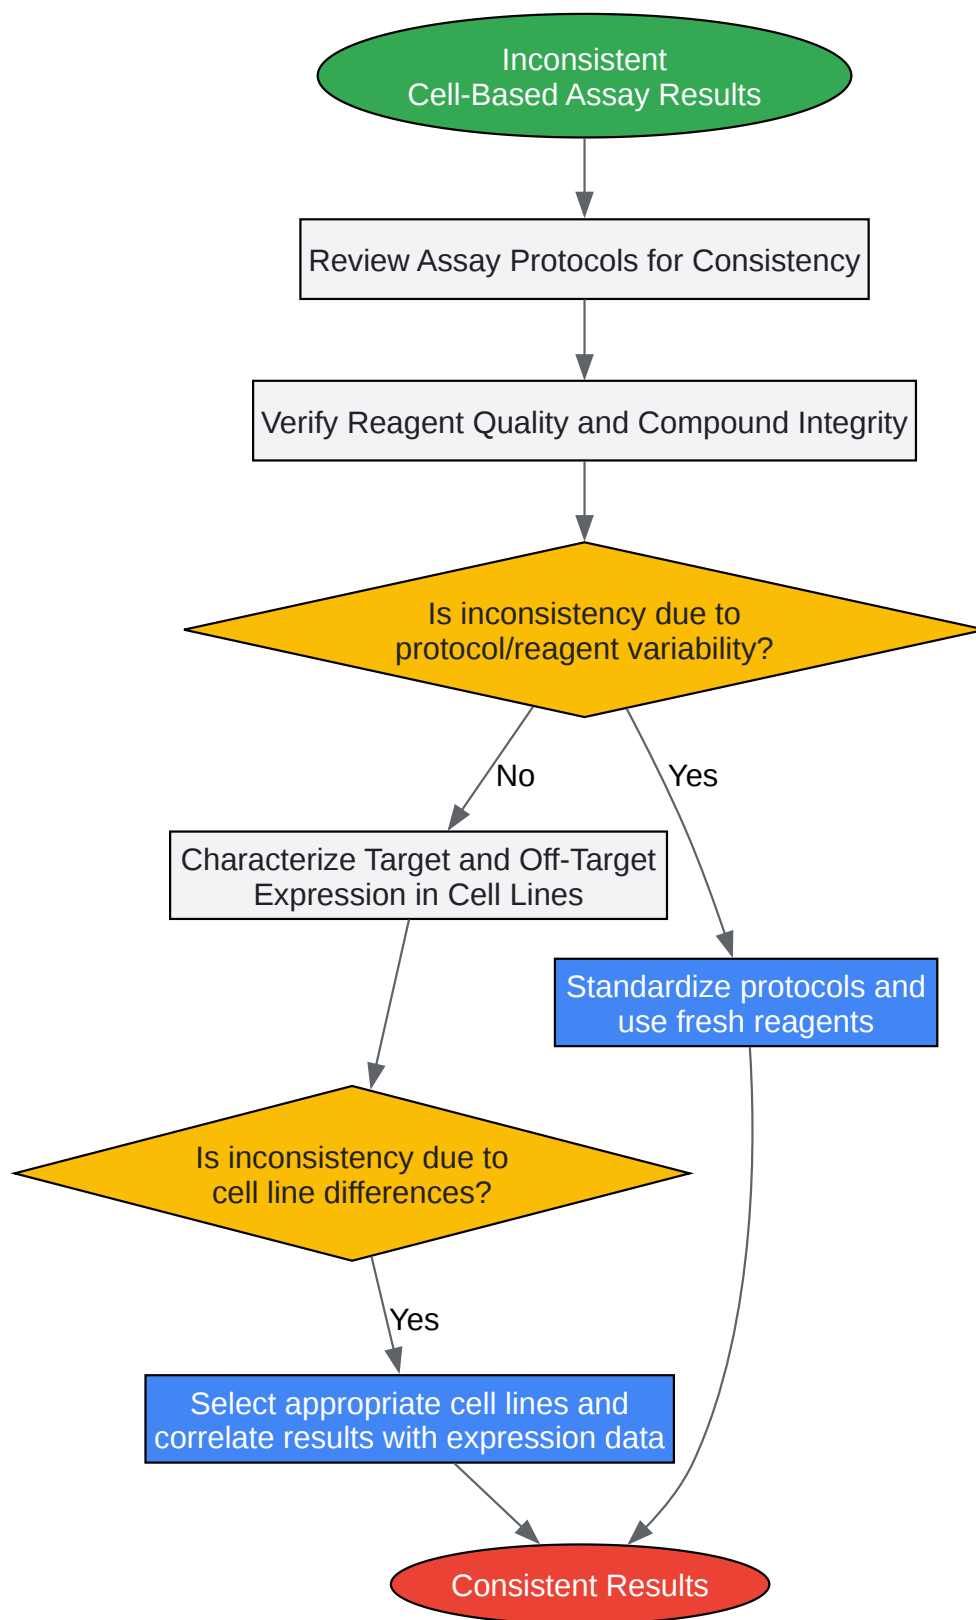 Inconsistent
Cell-Based Assay Results
Review Assay Protocols for Consistency
Verify Reagent Quality and Compound Integrity
Is inconsistency due to
protocol/reagent variability?
No
Yes
Characterize Target and Off-Target
Expression in Cell Lines
Standardize protocols and
use fresh reagents
Is inconsistency due to
cell line differences?
Yes
Select appropriate cell lines and
correlate results with expression data
Consistent Results